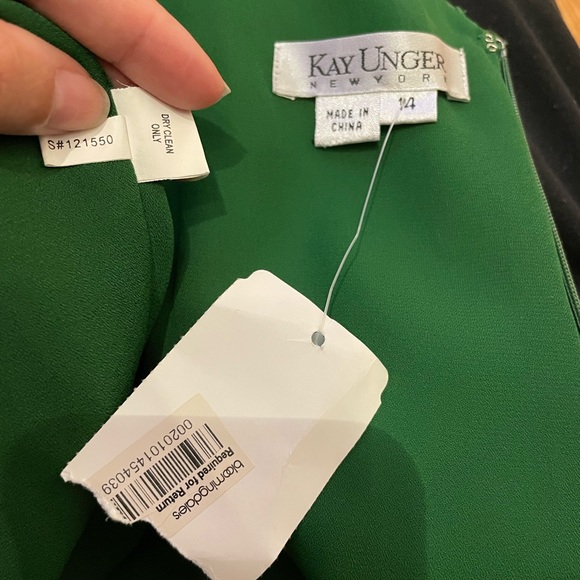 KAY UNGER
NEW YORK
14
MADE IN
CHINA
DRY CLEAN
ONLY
S#121550
bloomingdale's
Required for Return
0020101454039